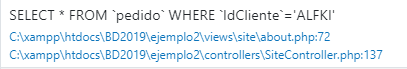 SELECT * FROM `pedido` WHERE `IdCliente`='ALFKI'
C:\xampp\htdocs\BD2019\ejemplo2\views\site\about.php:72
C:\xampp\htdocs\BD2019\ejemplo2\controllers\SiteController.php:137